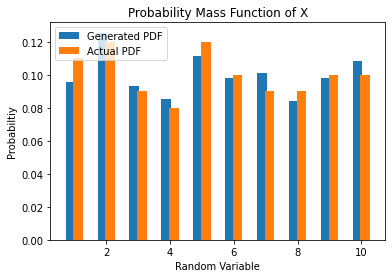 Probability Mass Function of X
Generated PDF
Actual PDF
0.12
0.10
0.08
0.06
0.04
0.02
0.00
Probabiltiy
2 4 6 8 10
Random Variable